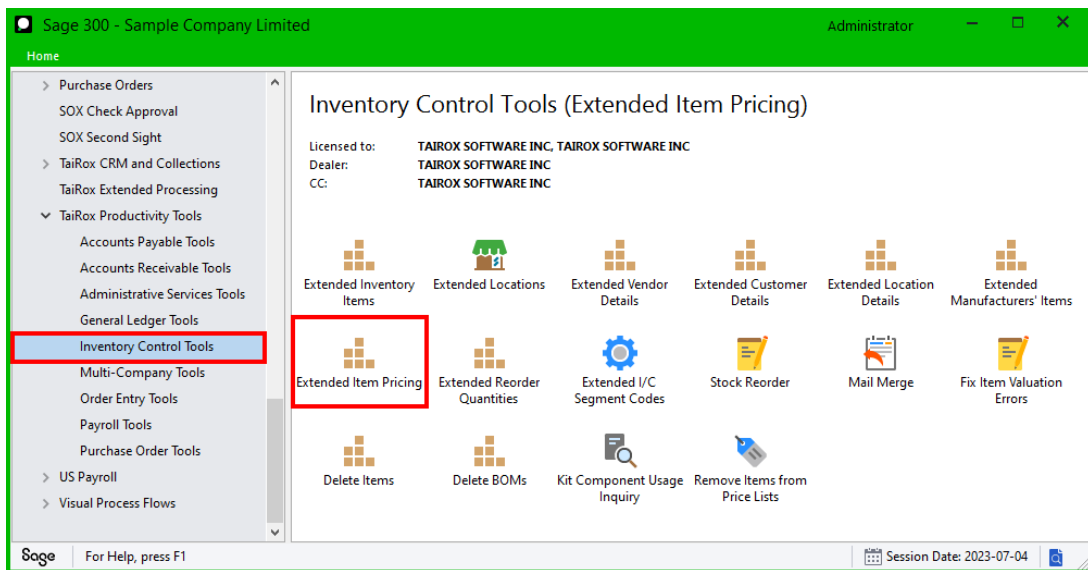 Sage 300 - Sample Company Limited
Administrator
Home
Purchase Orders
SOX Check Approval
SOX Second Sight
TaiRox CRM and Collections
TaiRox Extended Processing
TaiRox Productivity Tools
Accounts Payable Tools
Accounts Receivable Tools
Administrative Services Tools
General Ledger Tools
Inventory Control Tools
Multi-Company Tools
Order Entry Tools
Payroll Tools
Purchase Order Tools
US Payroll
Visual Process Flows
Inventory Control Tools (Extended Item Pricing)
Licensed to: TAIROX SOFTWARE INC, TAIROX SOFTWARE INC
Dealer: TAIROX SOFTWARE INC
CC: TAIROX SOFTWARE INC
Extended Inventory
Items
Extended Locations
Extended Vendor
Details
Extended Customer
Details
Extended Location
Details
Extended
Manufacturers' Items
Extended Item Pricing
Extended Reorder
Quantities
Extended I/C
Segment Codes
Stock Reorder
Mail Merge
Fix Item Valuation
Errors
Delete Items
Delete BOMs
Kit Component Usage
Inquiry
Remove Items from
Price Lists
Sage
For Help, press F1
Session Date: 2023-07-04